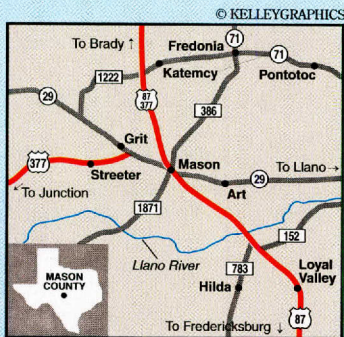 © KELLEYGRAPHICS
To Brady ↑
Fredonia
71
71
1222
Katemcy
Pontotoc
29
87
377
386
Grit
Mason
To Llano →
377
Streeter
29
Art
To Junction
1871
152
Llano River
MASON
COUNTY
783
Loyal
Valley
Hilda
To Fredericksburg ↓
87